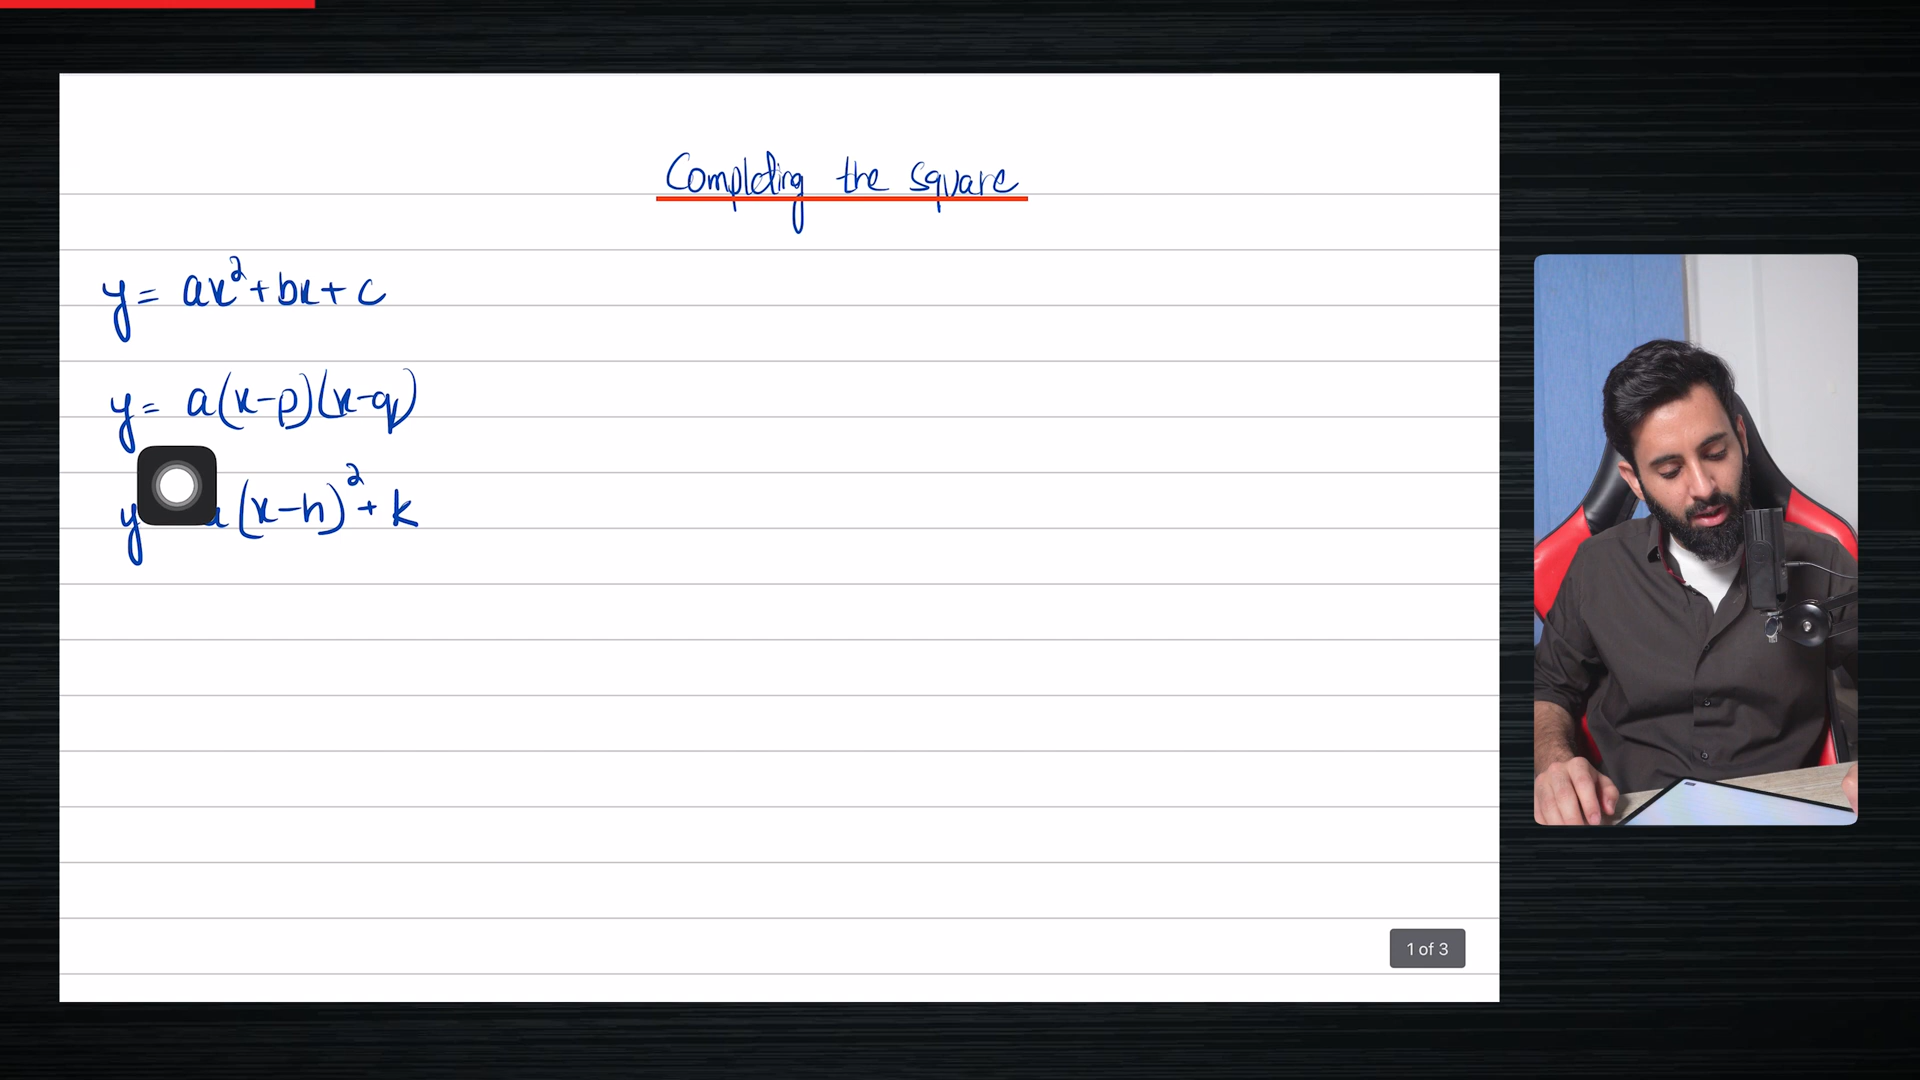 Completing the square
y = ax² + bx + c
y = a(x-p)(x-q)
y (x-h)² + k
1 of 3